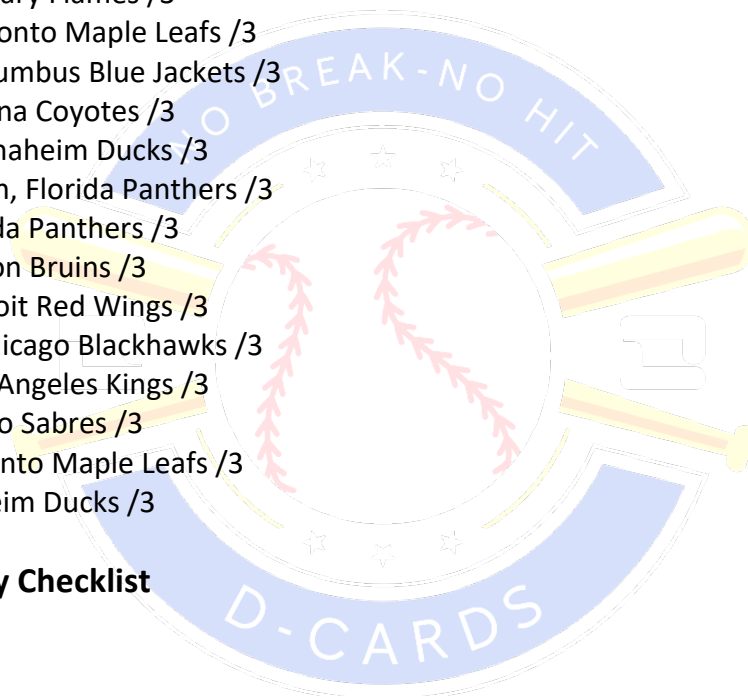 Flames /3
onto Maple Leafs /3
umbus Blue Jackets /3
na Coyotes /3
naheim Ducks /3
n, Florida Panthers /3
da Panthers /3
on Bruins /3
oit Red Wings /3
icago Blackhawks /3
Angeles Kings /3
o Sabres /3
nto Maple Leafs /3
eim Ducks /3
y Checklist
NO BREAK-NO HIT
D-CARDS